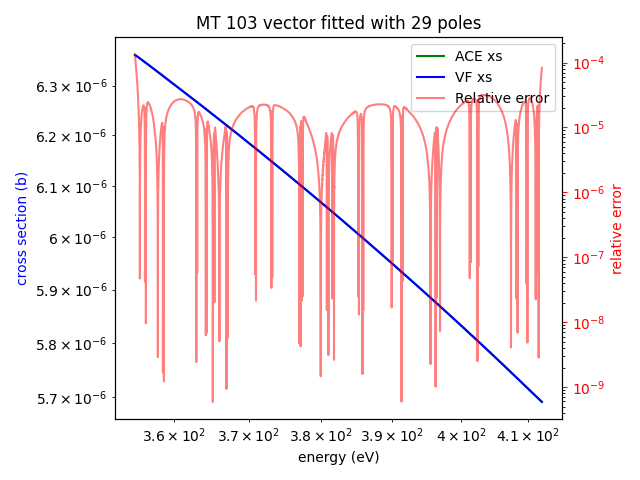 MT 103 vector fitted with 29 poles
ACE xs
VF xs
Relative error
cross section (b)
6.3 × 10⁻⁶
6.2 × 10⁻⁶
6.1 × 10⁻⁶
6 × 10⁻⁶
5.9 × 10⁻⁶
5.8 × 10⁻⁶
5.7 × 10⁻⁶
10⁻⁴
10⁻⁵
10⁻⁶
10⁻⁷
10⁻⁸
10⁻⁹
relative error
3.6 × 10² 3.7 × 10² 3.8 × 10² 3.9 × 10² 4 × 10² 4.1 × 10²
energy (eV)